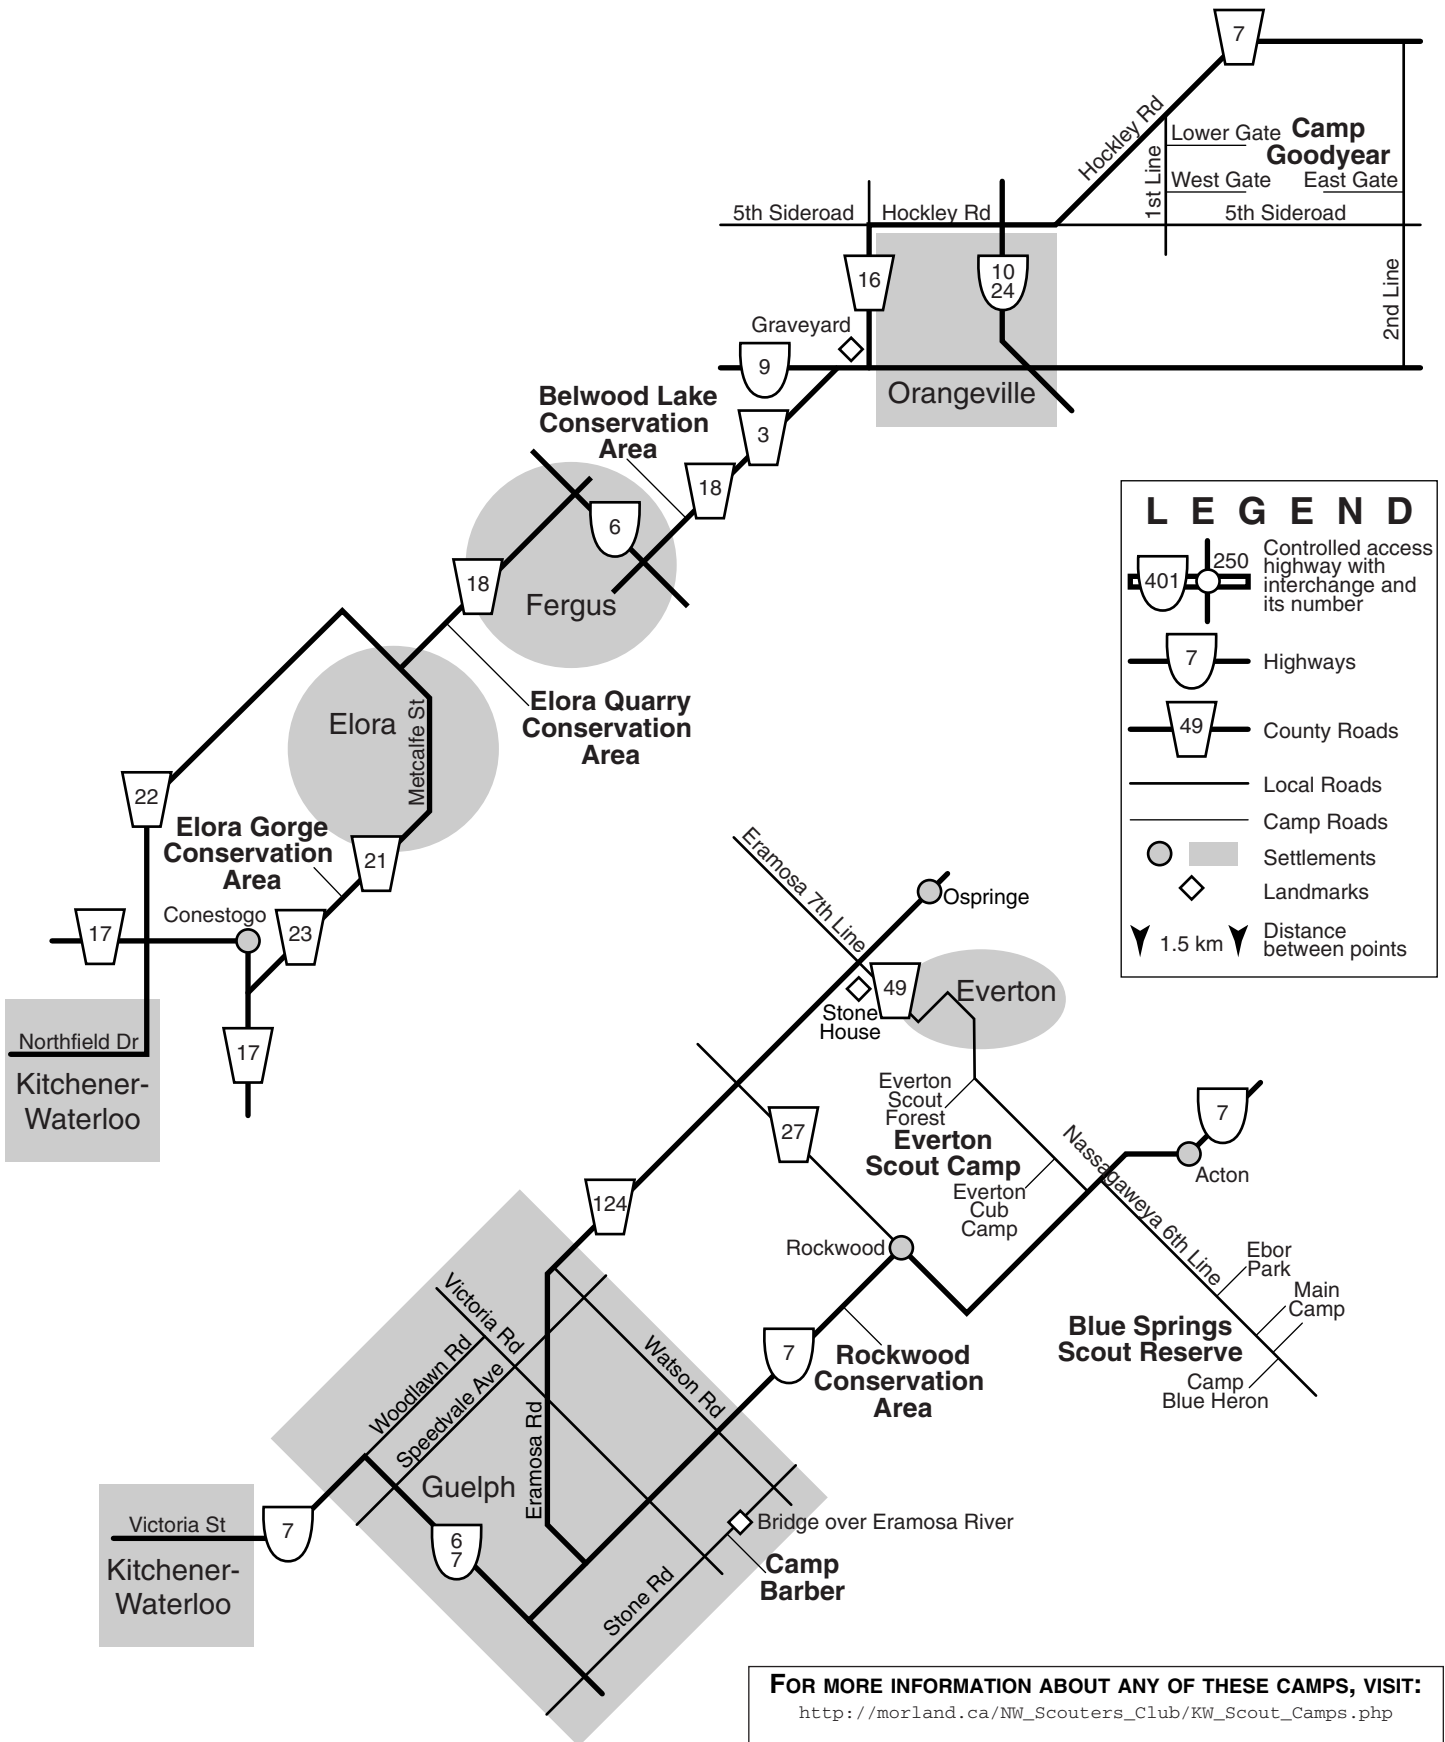 7
Hockley Rd
Lower Gate
Camp
Goodyear
1st Line
West Gate
East Gate
5th Sideroad
Hockley Rd
5th Sideroad
16
10
24
2nd Line
Graveyard
9
Orangeville
Belwood Lake
Conservation
Area
3
18
6
18
Fergus
Elora Quarry
Conservation
Area
Elora
Metcalfe St
22
Elora Gorge
Conservation
Area
21
Conestogo
17
23
Northfield Dr
17
Kitchener-
Waterloo
L E G E N D
401
250
Controlled access
highway with
interchange and
its number
7
Highways
49
County Roads
Local Roads
Camp Roads
Settlements
Landmarks
1.5 km
Distance
between points
Eramosa 7th Line
Ospringe
49
Everton
Stone
House
Everton
Scout
Forest
Everton
Scout Camp
Everton
Cub
Camp
27
7
Acton
Nassagaweya 6th Line
124
Rockwood
Ebor
Park
Main
Camp
Blue Springs
Scout Reserve
Camp
Blue Heron
7
Rockwood
Conservation
Area
Victoria Rd
Woodlawn Rd
Speedvale Ave
Watson Rd
Eramosa Rd
Guelph
Victoria St
7
6
7
Kitchener-
Waterloo
Bridge over Eramosa River
Camp
Barber
Stone Rd
FOR MORE INFORMATION ABOUT ANY OF THESE CAMPS, VISIT:
http://morland.ca/NW_Scouters_Club/KW_Scout_Camps.php